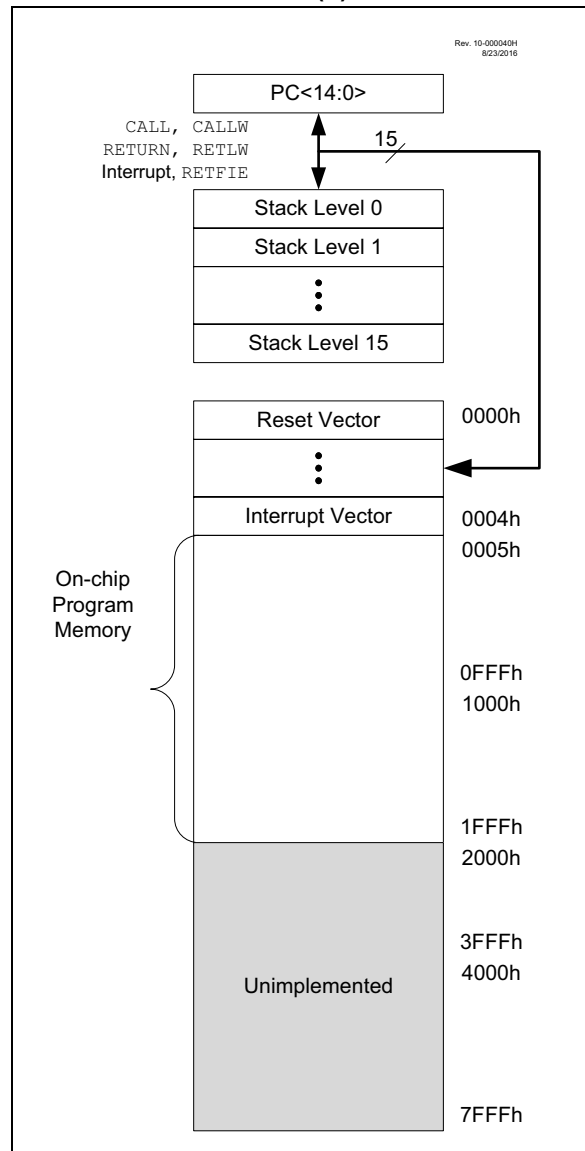 Rev. 10-000040H
8/23/2016
PC<14:0>
CALL, CALLW
RETURN, RETLW
Interrupt, RETFIE
15
Stack Level 0
Stack Level 1
Stack Level 15
Reset Vector
0000h
Interrupt Vector
0004h
0005h
On-chip
Program
Memory
0FFFh
1000h
1FFFh
2000h
Unimplemented
3FFFh
4000h
7FFFh